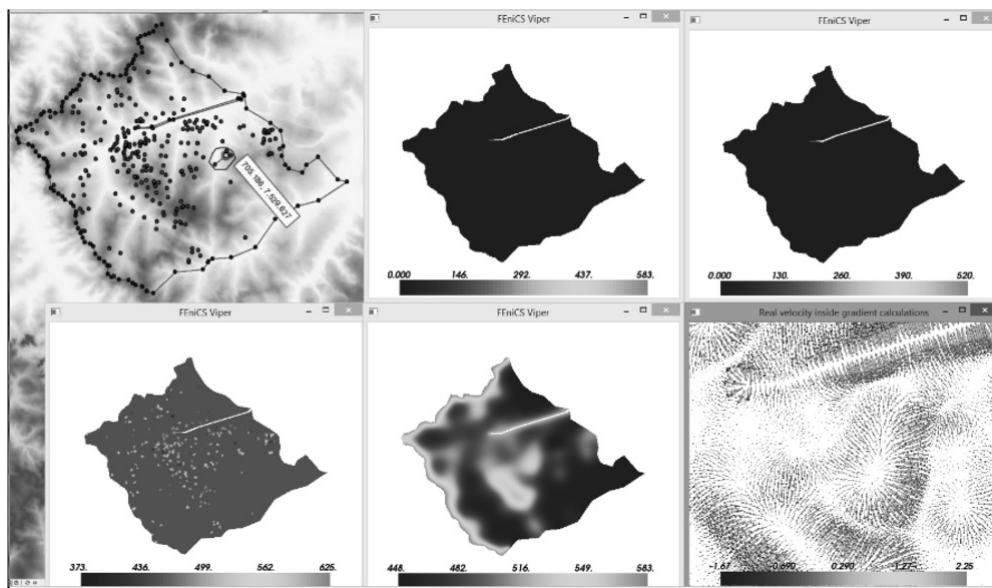 FEniCS Viper
FEniCS Viper
705.186, 7.509.627
0.000 146. 292. 437. 583.
0.000 130. 260. 390. 520.
FEniCS Viper
FEniCS Viper
Real velocity inside gradient calculations
373. 436. 499. 562. 625.
448. 482. 516. 549. 583.
-1.67 -0.690 0.290 -1.27 2.25